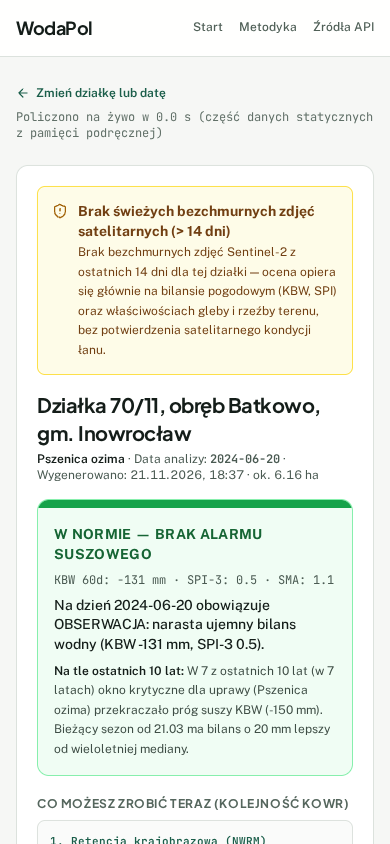 WodaPol
Start Metodyka Źródła API
← Zmień działkę lub datę
Policzono na żywo w 0.0 s (część danych statycznych
z pamięci podręcznej)
Brak świeżych bezchmurnych zdjęć
satelitarnych (> 14 dni)
Brak bezchmurnych zdjęć Sentinel-2 z
ostatnich 14 dni dla tej działki — ocena opiera
się głównie na bilansie pogodowym (KBW, SPI)
oraz właściwościach gleby i rzeźby terenu,
bez potwierdzenia satelitarnego kondycji
łanu.
Działka 70/11, obręb Batkowo,
gm. Inowrocław
Pszenica ozima · Data analizy: 2024-06-20 ·
Wygenerowano: 21.11.2026, 18:37 · ok. 6.16 ha
W NORMIE — BRAK ALARMU
SUSZOWEGO
KBW 60d: -131 mm · SPI-3: 0.5 · SMA: 1.1
Na dzień 2024-06-20 obowiązuje
OBSERWACJA: narasta ujemny bilans
wodny (KBW -131 mm, SPI-3 0.5).
Na tle ostatnich 10 lat: W 7 z ostatnich 10 lat (w 7
latach) okno krytyczne dla uprawy (Pszenica
ozima) przekraczało próg suszy KBW (-150 mm).
Bieżący sezon od 21.03 ma bilans o 20 mm lepszy
od wieloletniej mediany.
CO MOŻESZ ZROBIĆ TERAZ (KOLEJNOŚĆ KOWR)
1. Retencja krajobrazowa (NWRM)